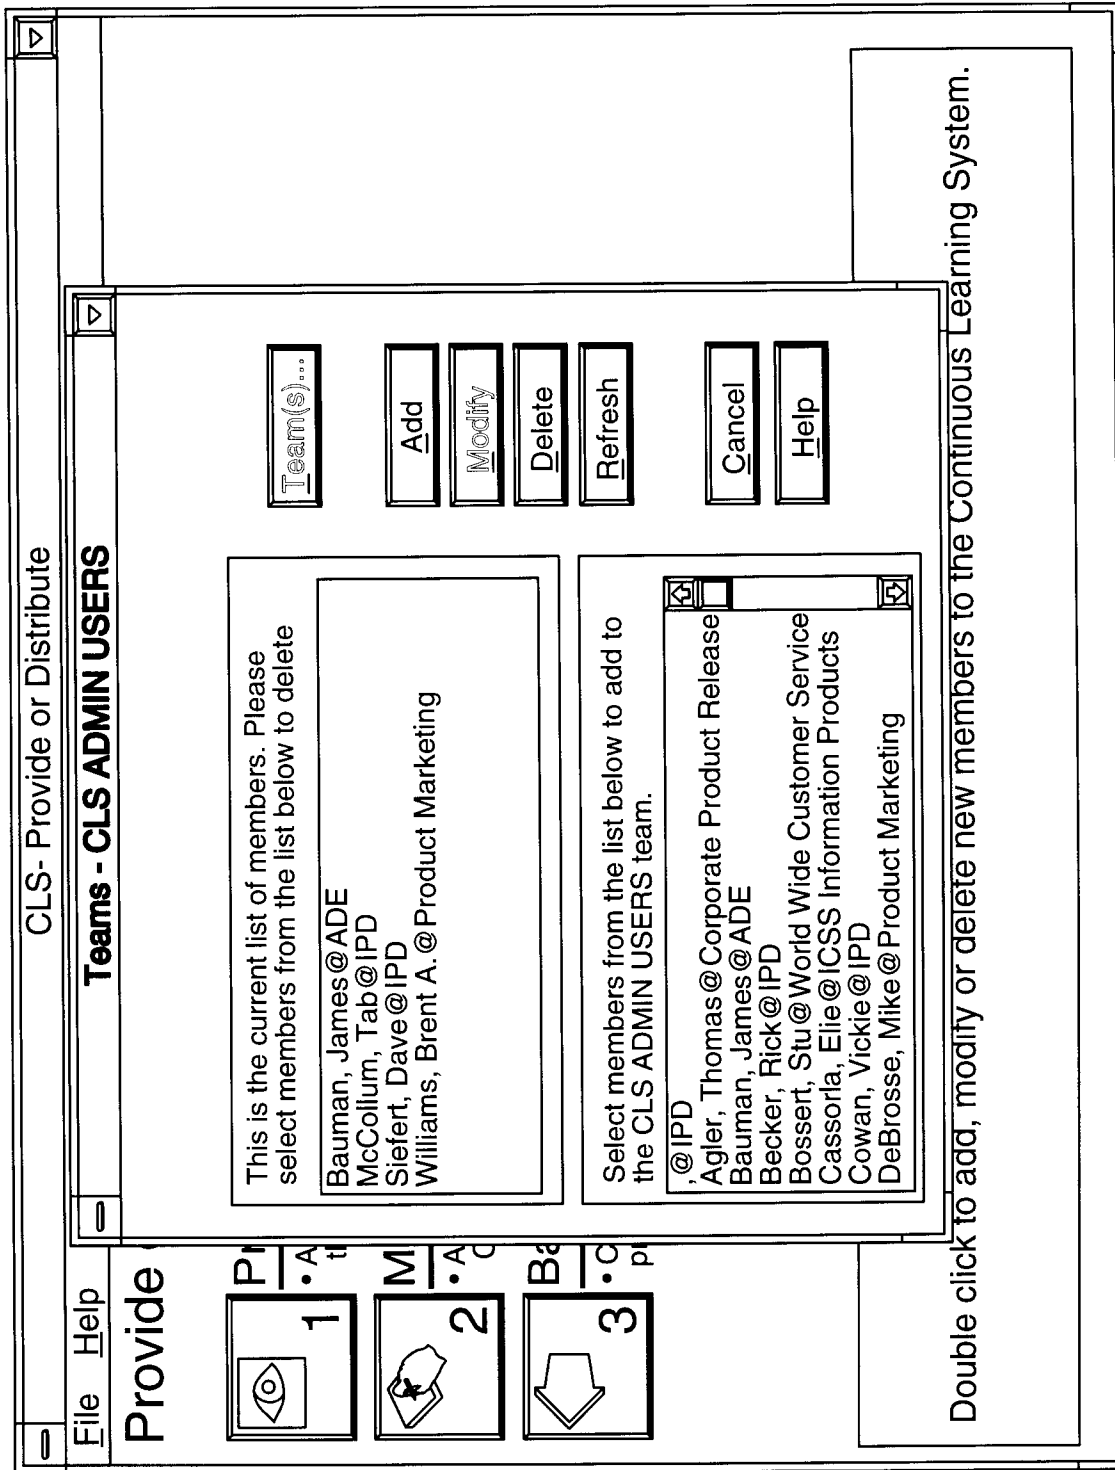 CLS- Provide or Distribute
File Help
Provide
1
Pr
• A
2
M
• A
3
Ba
• C
Teams - CLS ADMIN USERS
This is the current list of members. Please
select members from the list below to delete
Bauman, James@ADE
McCollum, Tab@IPD
Siefert, Dave@IPD
Williams, Brent A.@Product Marketing
Select members from the list below to add to
the CLS ADMIN USERS team.
,@IPD
Agler, Thomas@Corporate Product Release
Bauman, James@ADE
Becker, Rick@IPD
Bossert, Stu@World Wide Customer Service
Cassorla, Elie@ICSS Information Products
Cowan, Vickie@IPD
DeBrosse, Mike@Product Marketing
Team(s)...
Add
Modify
Delete
Refresh
Cancel
Help
Double click to add, modify or delete new members to the Continuous Learning System.